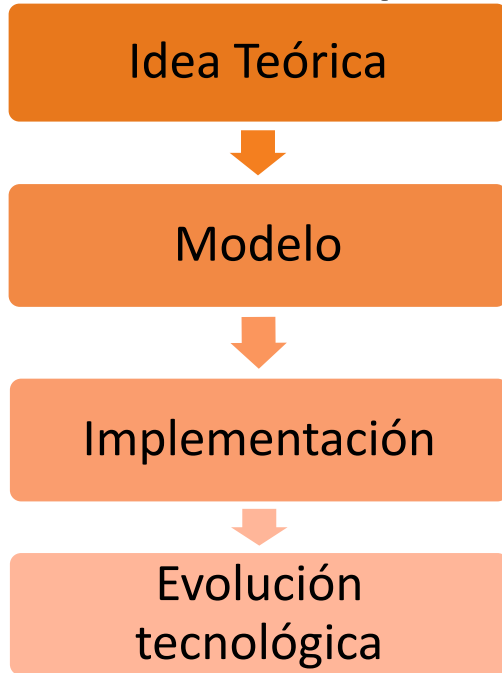 Idea Teórica
Modelo
Implementación
Evolución
tecnológica